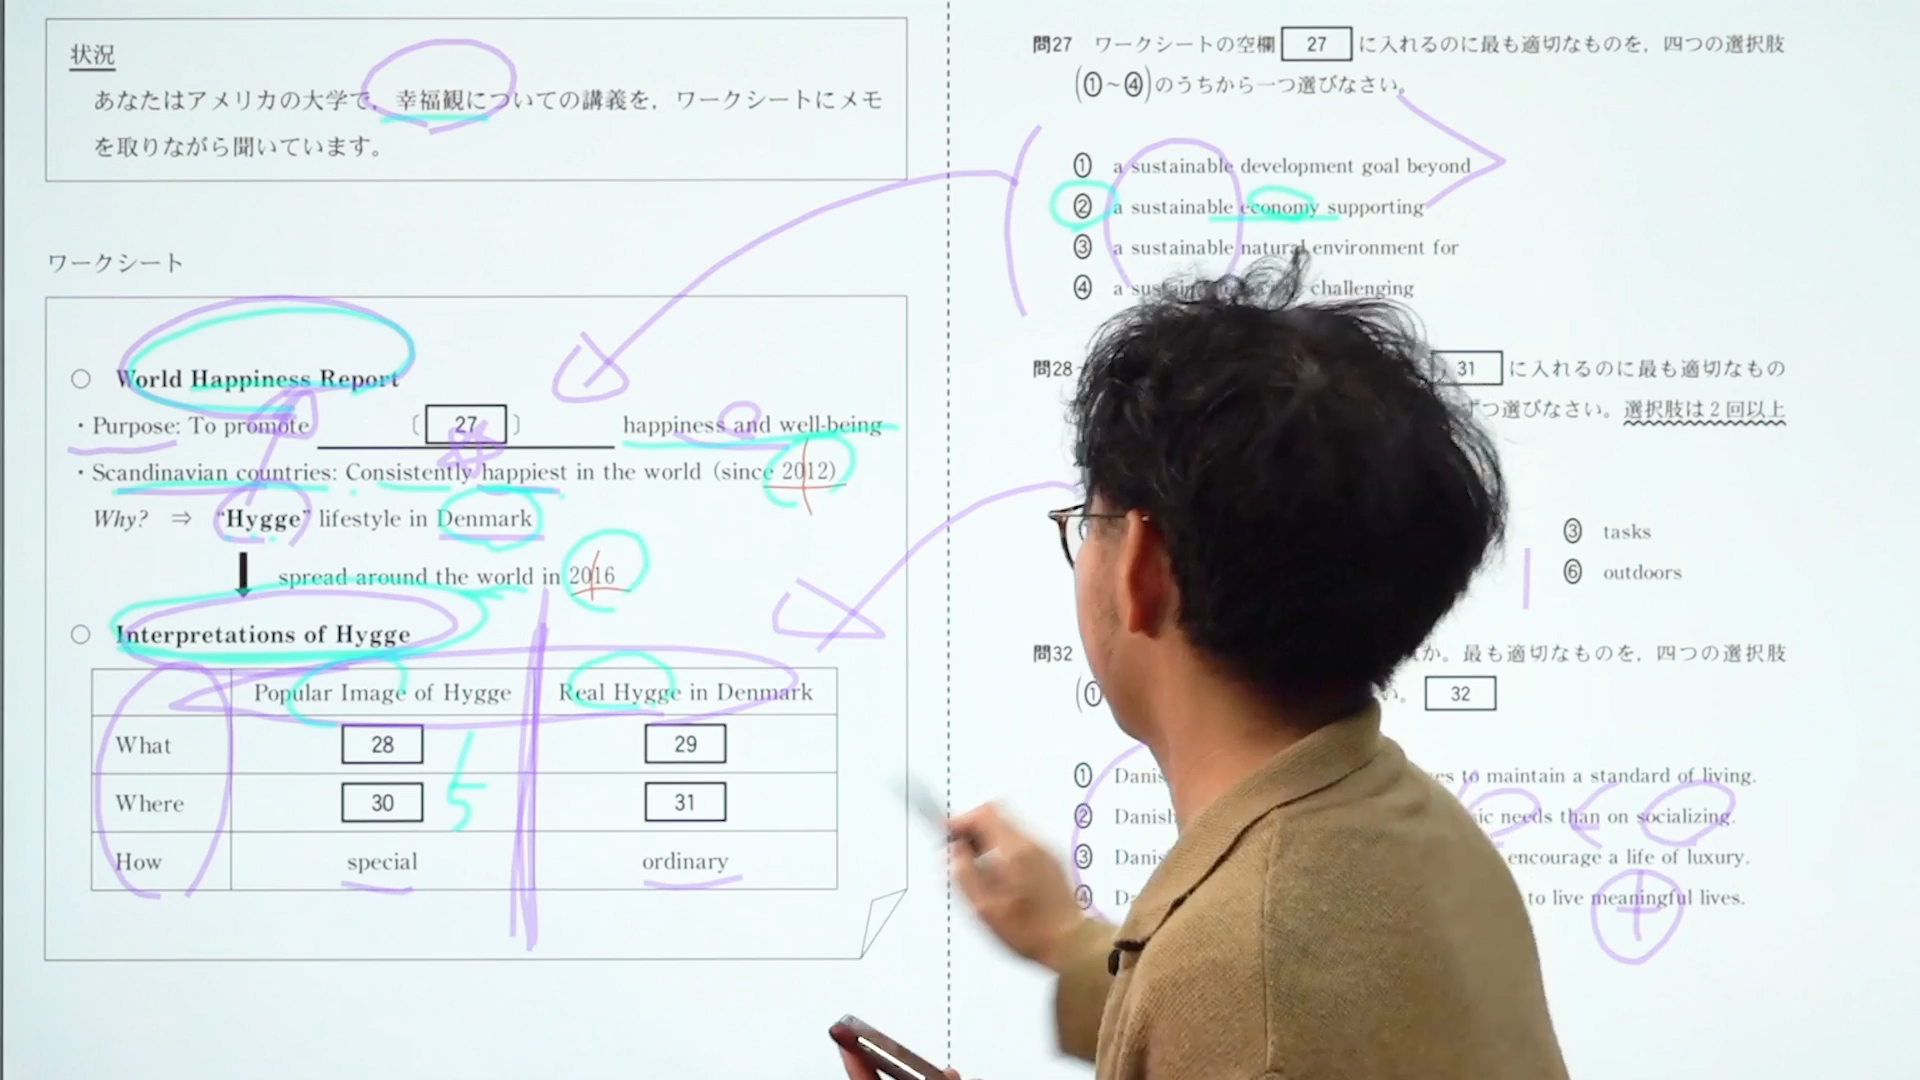 状況
あなたはアメリカの大学で，幸福観についての講義を，ワークシートにメモ
を取りながら聞いています。
ワークシート
○ World Happiness Report
・Purpose: To promote 〔 27 〕 happiness and well-being
・Scandinavian countries: Consistently happiest in the world (since 2012)
Why? ⇒ “Hygge” lifestyle in Denmark
spread around the world in 2016
○ Interpretations of Hygge
Popular Image of Hygge Real Hygge in Denmark
What 28 29
5
Where 30 31
How special ordinary
問27 ワークシートの空欄 27 に入れるのに最も適切なものを，四つの選択肢
(①～④)のうちから一つ選びなさい。
① a sustainable development goal beyond
② a sustainable economy supporting
③ a sustainable natural environment for
④ a challenging
問28 31 に入れるのに最も適切なもの
ずつ選びなさい。選択肢は2回以上
③ tasks
⑥ outdoors
問32 か。最も適切なものを，四つの選択肢
(① 。 32
① to maintain a standard of living.
② Danish needs than on socializing.
③ encourage a life of luxury.
④ to live meaningful lives.